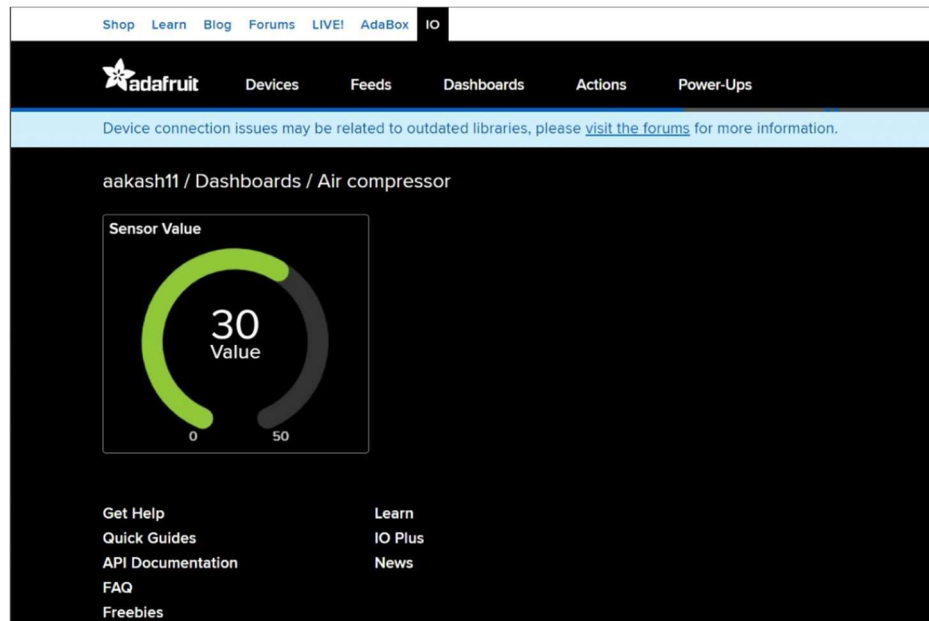 Shop Learn Blog Forums LIVE! AdaBox IO
adafruit Devices Feeds Dashboards Actions Power-Ups
Device connection issues may be related to outdated libraries, please visit the forums for more information.
aakash11 / Dashboards / Air compressor
Sensor Value
30
Value
0 50
Get Help Learn
Quick Guides IO Plus
API Documentation News
FAQ
Freebies